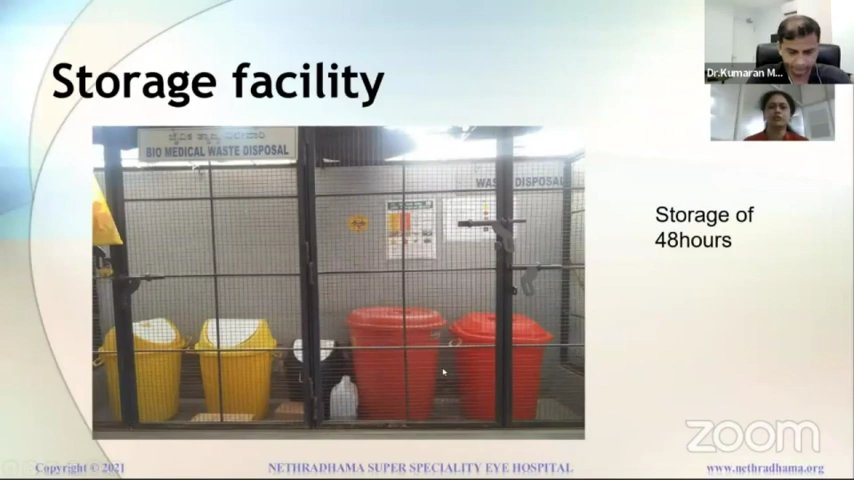 Storage facility
BIO MEDICAL WASTE DISPOSAL
WASTE DISPOSAL
Storage of
48hours
Dr.Kumaran M...
zoom
Copyright © 2021
NETHRADHAMA SUPER SPECIALITY EYE HOSPITAL
www.nethradhama.org